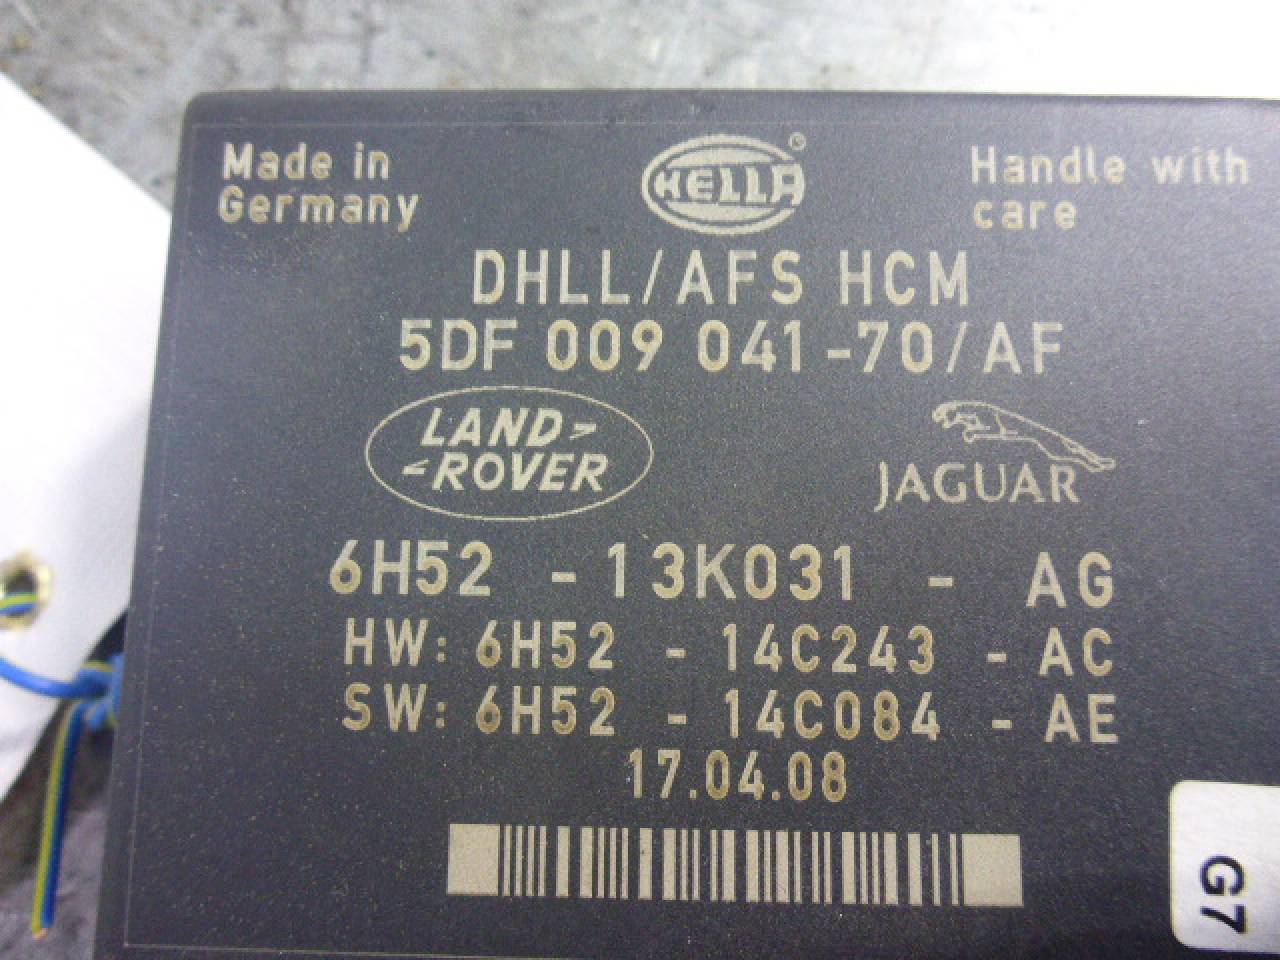 Made in
Germany
HELLA®
Handle with
care
DHLL/AFS HCM
5DF 009 041-70/AF
LAND
ROVER
JAGUAR
6H52 - 13K031 - AG
HW: 6H52 - 14C243 - AC
SW: 6H52 - 14C084 - AE
17.04.08
G7